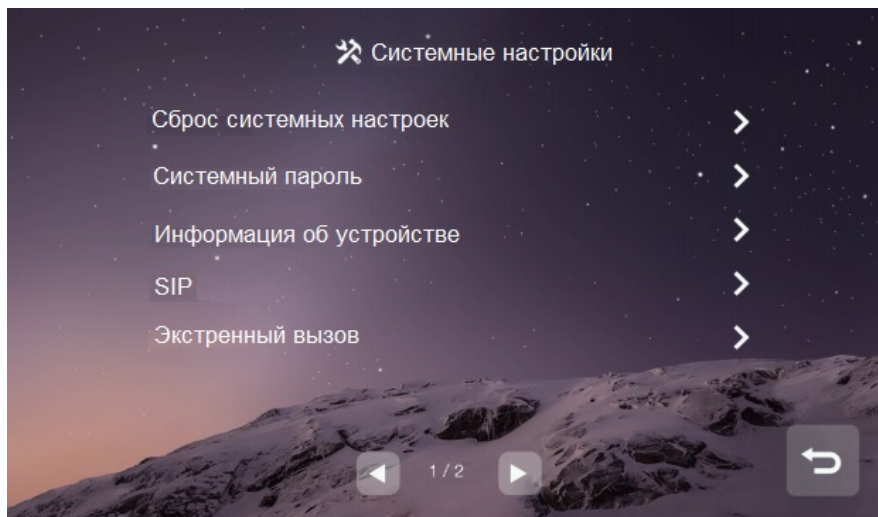 Системные настройки
Сброс системных настроек
Системный пароль
Информация об устройстве
SIP
Экстренный вызов
1 / 2